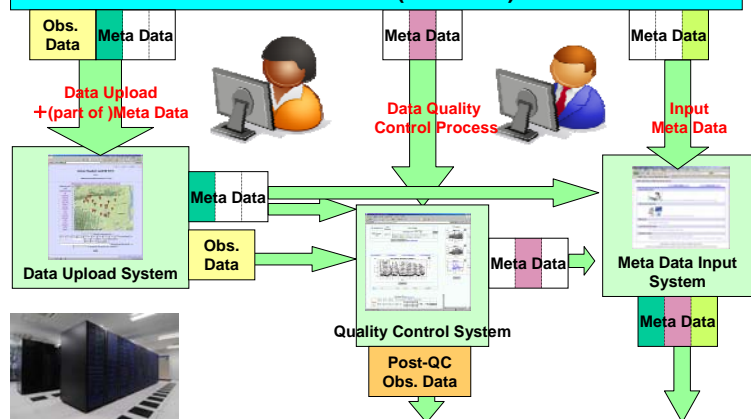 Obs.
Data
Meta Data
Meta Data
Meta Data
Data Upload
+(part of )Meta Data
Data Quality
Control Process
Input
Meta Data
Meta Data
Obs.
Data
Data Upload System
Meta Data
Quality Control System
Meta Data Input
System
Meta Data
Post-QC
Obs. Data